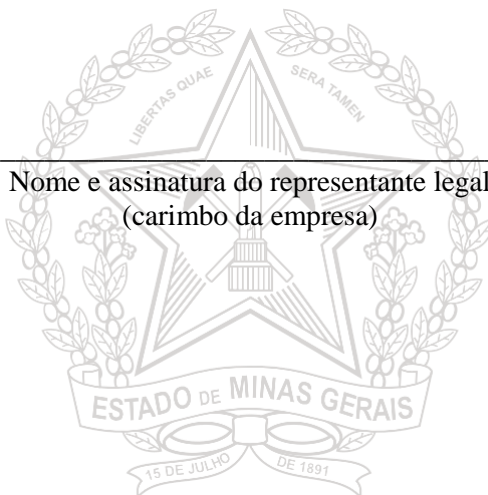 LIBERTAS QUAE SERA TAMEN
Nome e assinatura do representante legal
(carimbo da empresa)
ESTADO DE MINAS GERAIS
15 DE JULHO DE 1891